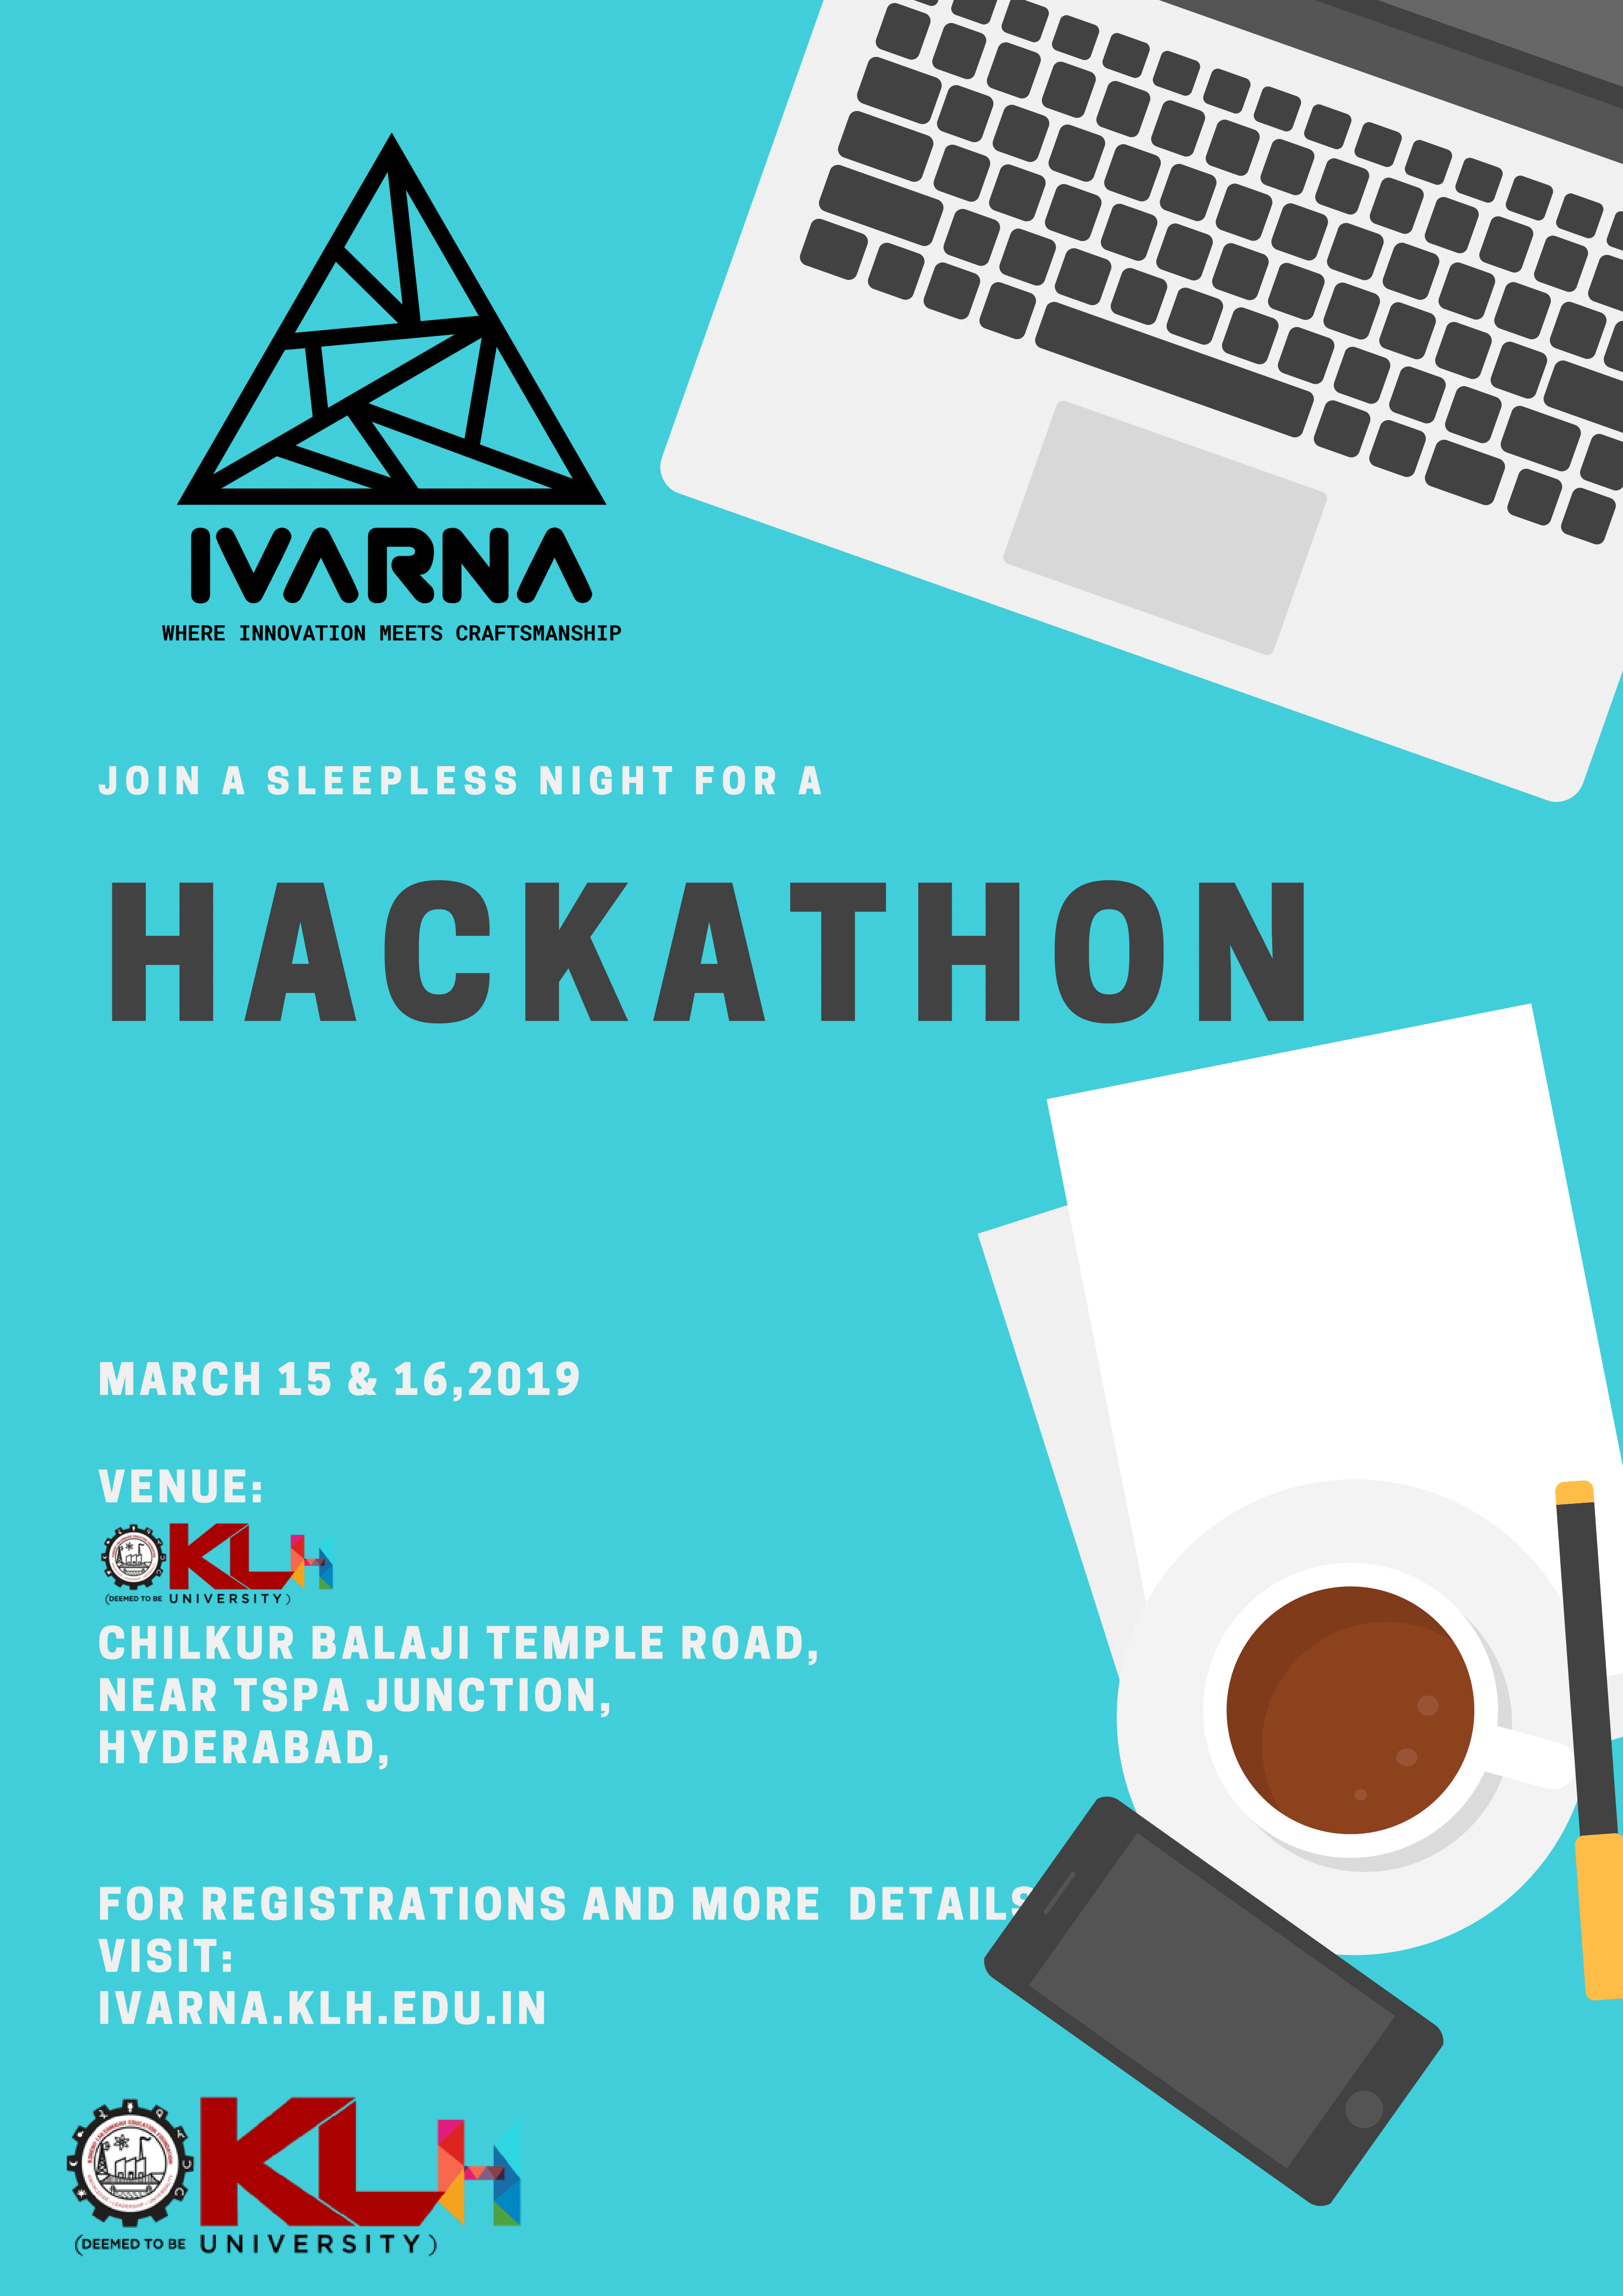 IVARNA
WHERE INNOVATION MEETS CRAFTSMANSHIP
JOIN A SLEEPLESS NIGHT FOR A
HACKATHON
MARCH 15 & 16,2019
VENUE:
KLH
(DEEMED TO BE UNIVERSITY)
CHILKUR BALAJI TEMPLE ROAD,
NEAR TSPA JUNCTION,
HYDERABAD,
FOR REGISTRATIONS AND MORE  DETAILS
VISIT:
IVARNA.KLH.EDU.IN
KLH
(DEEMED TO BE UNIVERSITY)